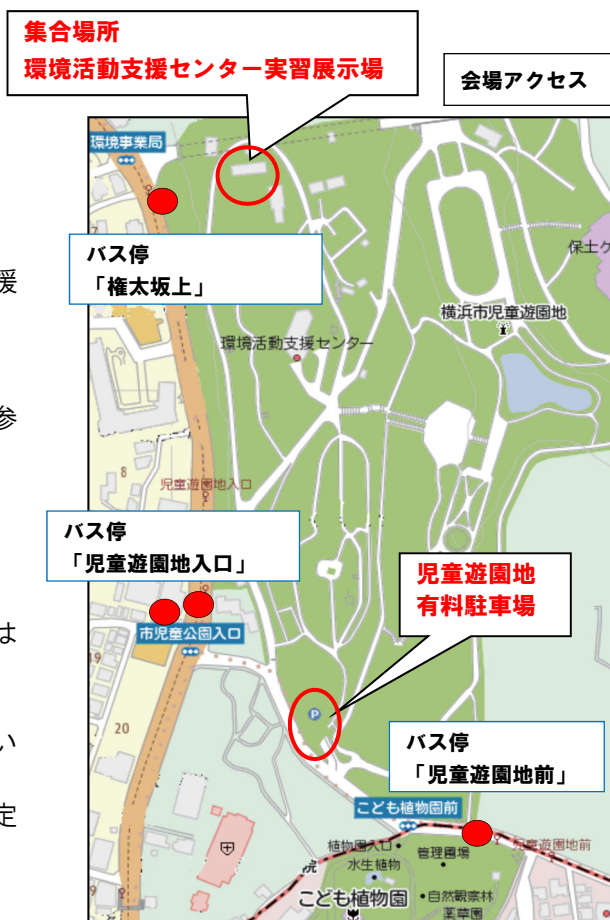 集合場所
環境活動支援センター実習展示場
会場アクセス
環境事業局
7
バス停
「権太坂上」
援
保土ケ
横浜市児童遊園地
環境活動支援センター
参
8
児童遊園地入口
バス停
「児童遊園地入口」
児童遊園地
有料駐車場
は
市児童公園入口
19
P
20
い
バス停
「児童遊園地前」
定
こども植物園前
植物園入口
管理圃場
児童遊園地前
院
水生植物
9
こども植物園
自然観察林
薬草園